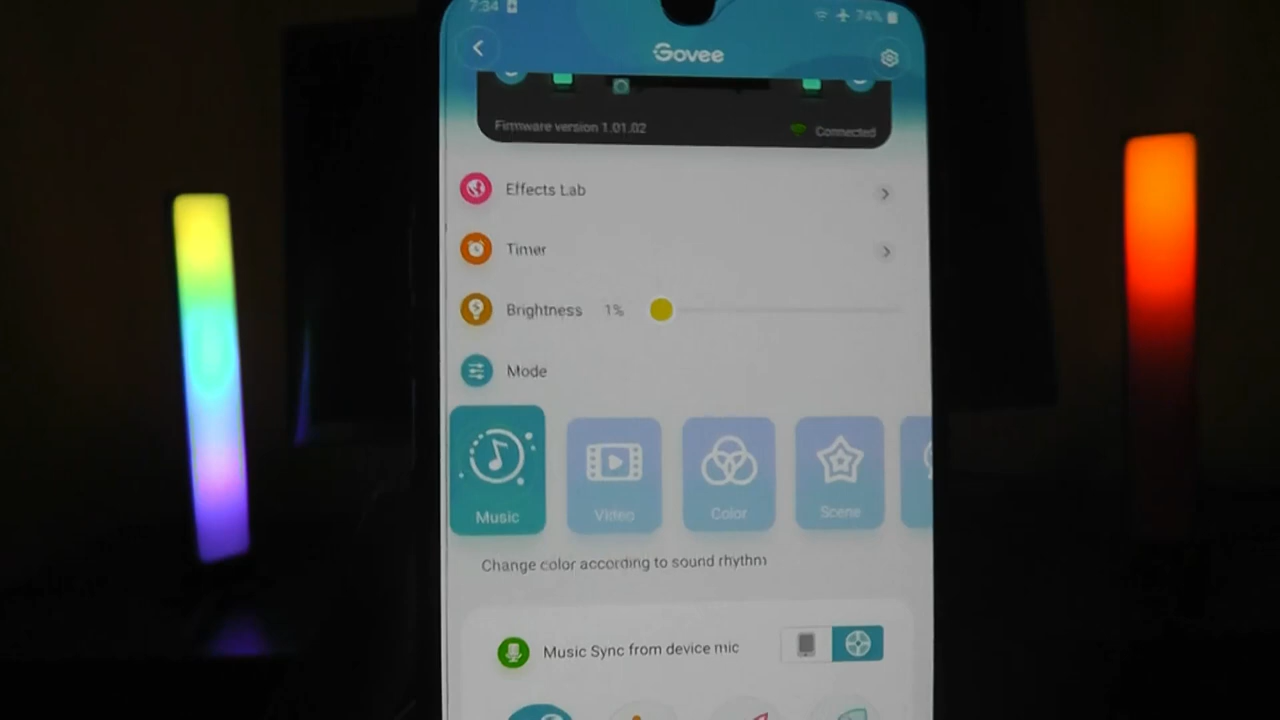 7:34
74%
Govee
Firmware version 1.01.02
Connected
Effects Lab
Timer
Brightness 1%
Mode
Music
Video
Color
Scene
Change color according to sound rhythm
Music Sync from device mic